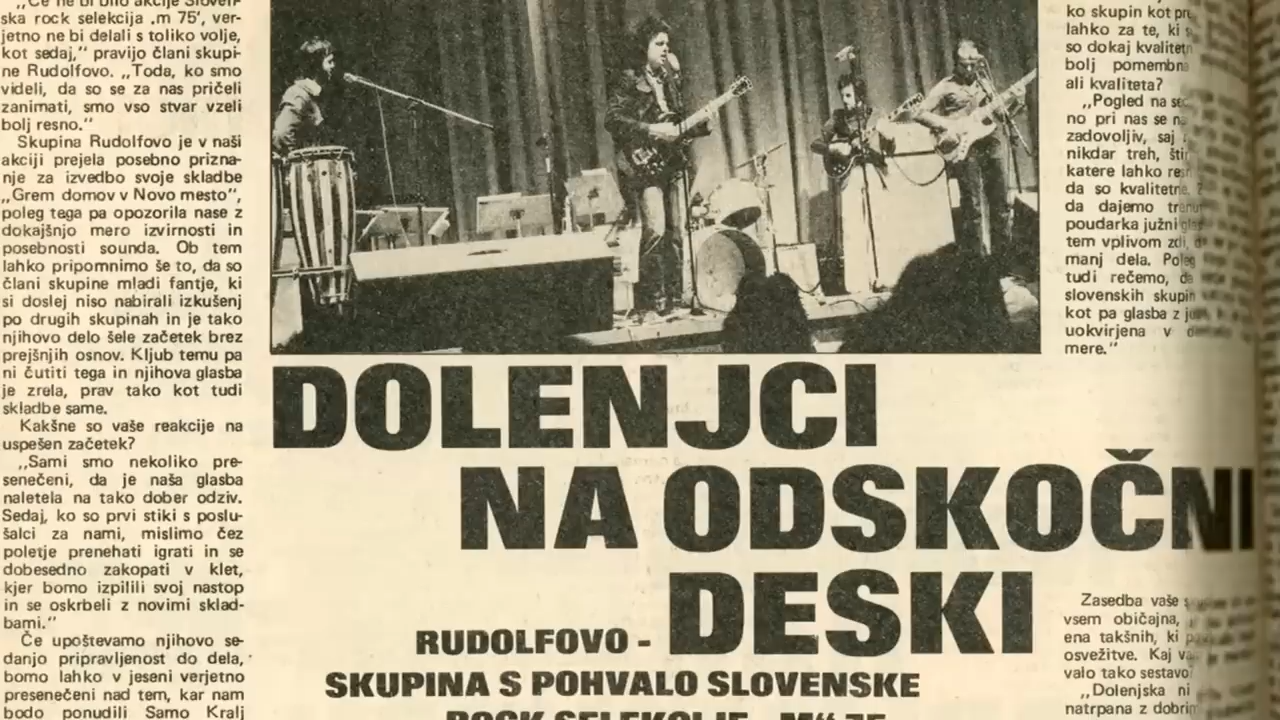 „Če ne bi bilo akcije Sloven-
ska rock selekcija ‚m 75‘, ver-
jetno ne bi delali s toliko volje,
kot sedaj,“ pravijo člani skupi-
ne Rudolfovo. „Toda, ko smo
videli, da so se za nas pričeli
zanimati, smo vso stvar vzeli
bolj resno.“
Skupina Rudolfovo je v naši
akciji prejela posebno prizna-
nje za izvedbo svoje skladbe
„Grem domov v Novo mesto“,
poleg tega pa opozorila nase z
dokajšnjo mero izvirnosti in
posebnosti sounda. Ob tem
lahko pripomnimo še to, da so
člani skupine mladi fantje, ki
si doslej niso nabirali izkušenj
po drugih skupinah in je tako
njihovo delo šele začetek brez
prejšnjih osnov. Kljub temu pa
ni čutiti tega in njihova glasba
je zrela, prav tako kot tudi
skladbe same.
Kakšne so vaše reakcije na
uspešen začetek?
„Sami smo nekoliko pre-
senečeni, da je naša glasba
naletela na tako dober odziv.
Sedaj, ko so prvi stiki s poslu-
šalci za nami, mislimo čez
poletje prenehati igrati in se
dobesedno zakopati v klet,
kjer bomo izpilili svoj nastop
in se oskrbeli z novimi sklad-
bami.“
Če upoštevamo njihovo se-
danjo pripravljenost do dela,
bomo lahko v jeseni verjetno
presenečeni nad tem, kar nam
bodo ponudili Samo Kralj
DOLENJCI
NA ODSKOČNI
DESKI
RUDOLFOVO -
SKUPINA S POHVALO SLOVENSKE
ROCK SELEKCIJE „M“ 75
ko skupin kot
lahko za te, ki
so dokaj
bolj
ali kvaliteta?
„Pogled na
no pri nas se
zadovoljiv, saj
nikdar treh,
katere lahko
da so kvalitetne.
da dajemo
poudarka južni
tem vplivom zdi,
manj dela. Poleg
tudi rečemo,
slovenskih skupin
kot pa glasba z
uokvirjena v
mere.“
Zasedba vaše
vsem običajna,
ena takšnih, ki
osvežitve. Kaj
valo tako sestavo
„Dolenjska ni
natrpana z dobrim